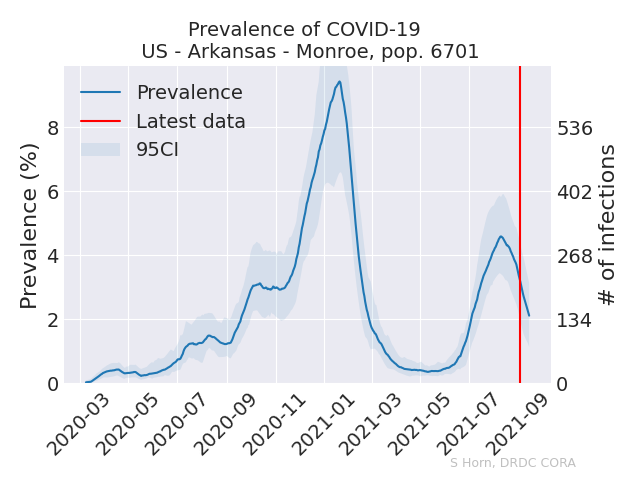 Prevalence of COVID-19
US - Arkansas - Monroe, pop. 6701
Prevalence
Latest data
95CI
Prevalence (%)
8
6
4
2
0
536
402
268
134
0
# of infections
2020-03
2020-05
2020-07
2020-09
2020-11
2021-01
2021-03
2021-05
2021-07
2021-09
S Horn, DRDC CORA